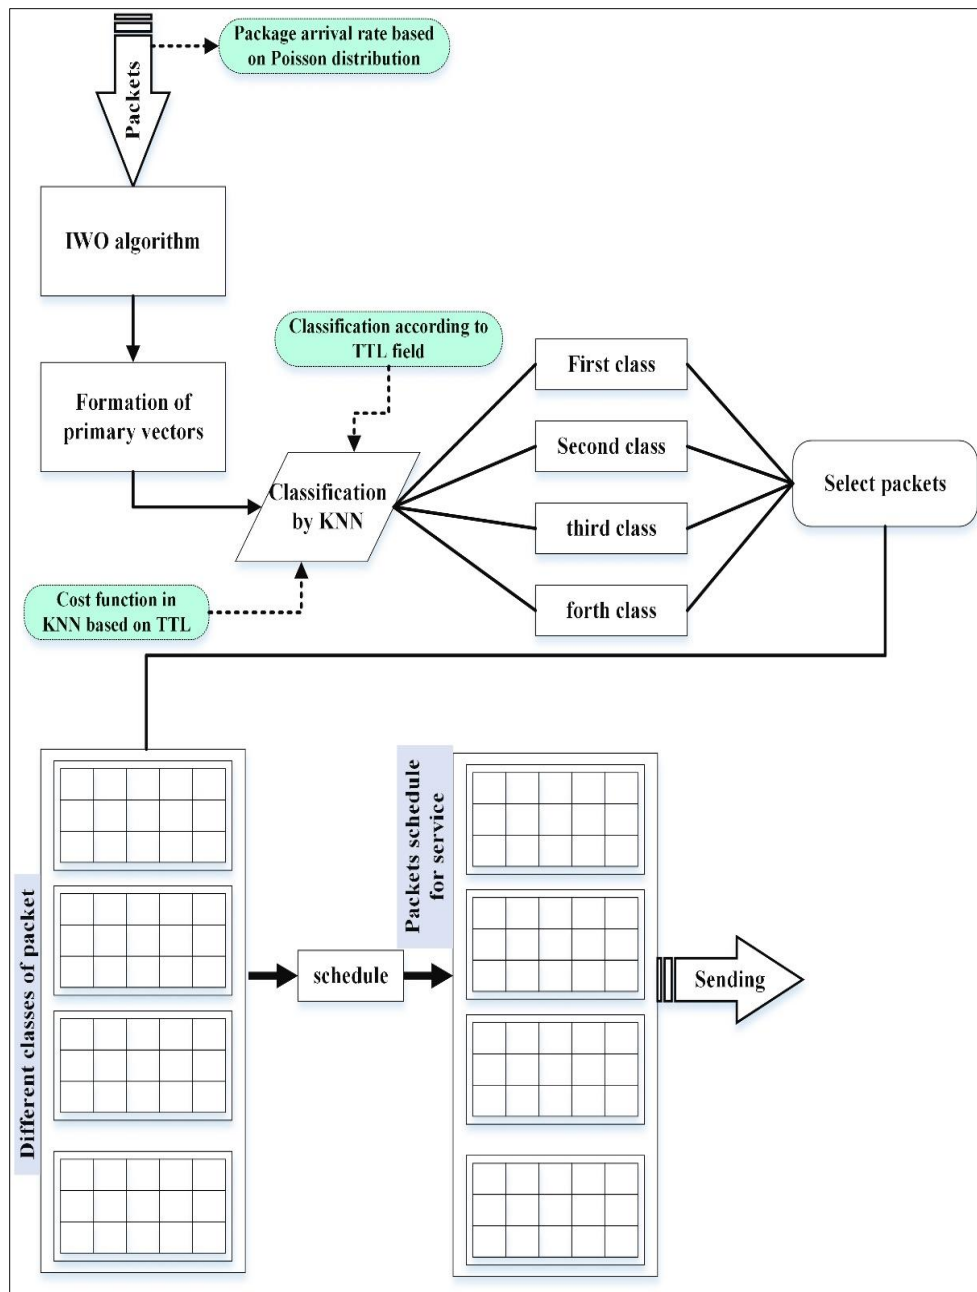 Package arrival rate based
on Poisson distribution
Packets
IWO algorithm
Formation of
primary vectors
Classification according to
TTL field
Classification
by KNN
Cost function in
KNN based on TTL
First class
Second class
third class
forth class
Select packets
Different classes of packet
schedule
Packets schedule
for service
Sending